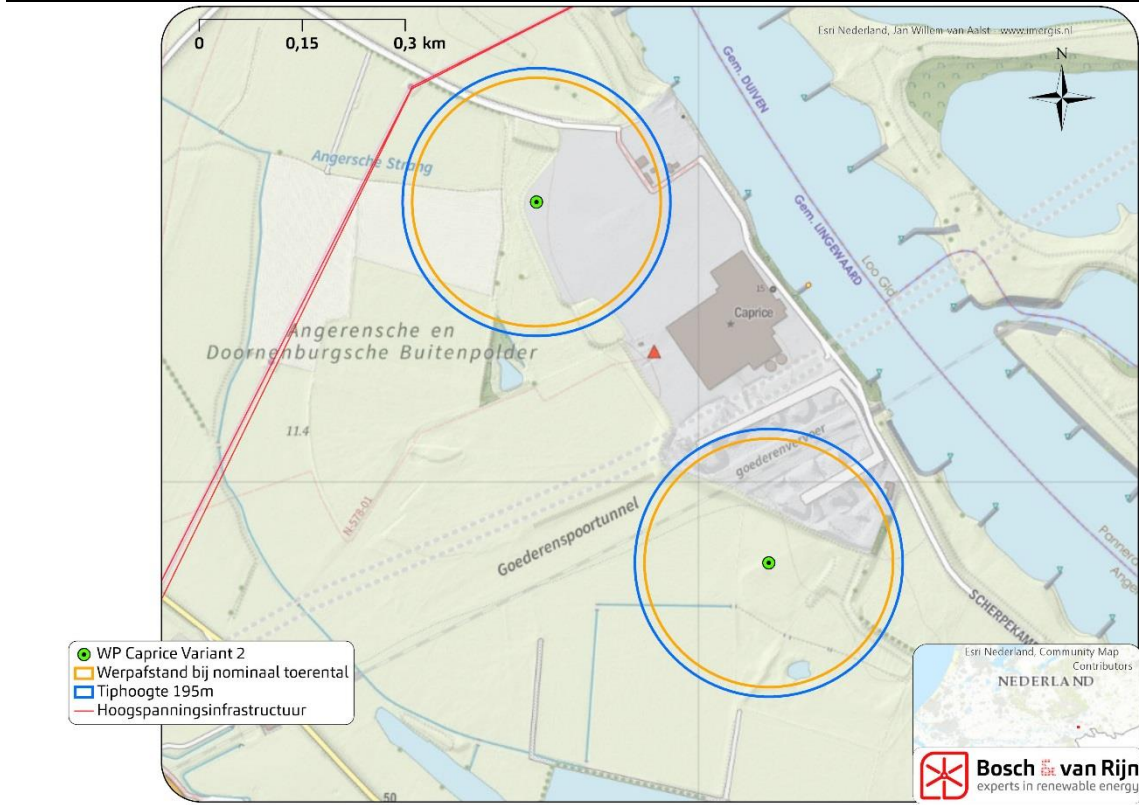 0 0,15 0,3 km
Esri Nederland, Jan Willem van Aalst - www.imergis.nl
N
Gem. DUIVEN
Gem. LINGEWAARD
Angersche Strang
15
Caprice
Angerensche en
Doornenburgsche Buitenpolder
11.4
goederenvervoer
N-578-01
Goederenspoortunnel
50
WP Caprice Variant 2
Werpafstand bij nominaal toerental
Tiphoogte 195m
Hoogspanningsinfrastructuur
Esri Nederland, Community Map
Contributors
NEDERLAND
Bosch & van Rijn
experts in renewable energy